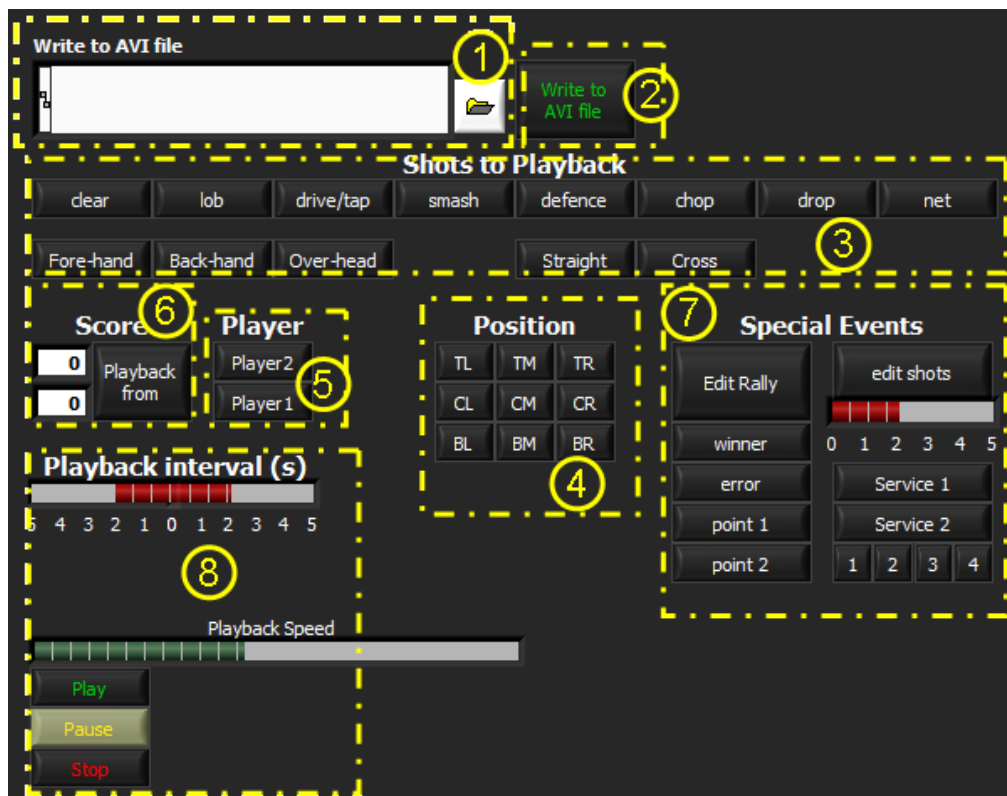 Write to AVI file
1
Write to
AVI file
2
Shots to Playback
clear lob drive/tap smash defence chop drop net
Fore-hand Back-hand Over-head Straight Cross
3
Score
6
0
0
Playback
from
Player
Player2
Player1
5
Position
TL TM TR
CL CM CR
BL BM BR
4
7
Special Events
Edit Rally
edit shots
0 1 2 3 4 5
winner
error
point 1
point 2
Service 1
Service 2
1 2 3 4
Playback interval (s)
5 4 3 2 1 0 1 2 3 4 5
8
Playback Speed
Play
Pause
Stop